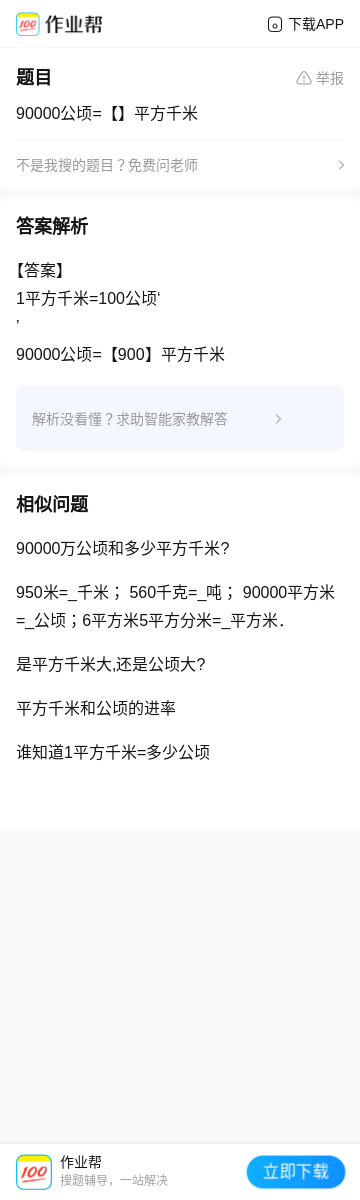 100 作业帮
下载APP
题目
举报
90000公顷=【】平方千米
不是我搜的题目？免费问老师
答案解析
【答案】
1平方千米=100公顷‘
’
90000公顷=【900】平方千米
解析没看懂？求助智能家教解答
相似问题
90000万公顷和多少平方千米?
950米=_千米； 560千克=_吨； 90000平方米
=_公顷；6平方米5平方分米=_平方米．
是平方千米大,还是公顷大?
平方千米和公顷的进率
谁知道1平方千米=多少公顷
100
作业帮
搜题辅导，一站解决
立即下载